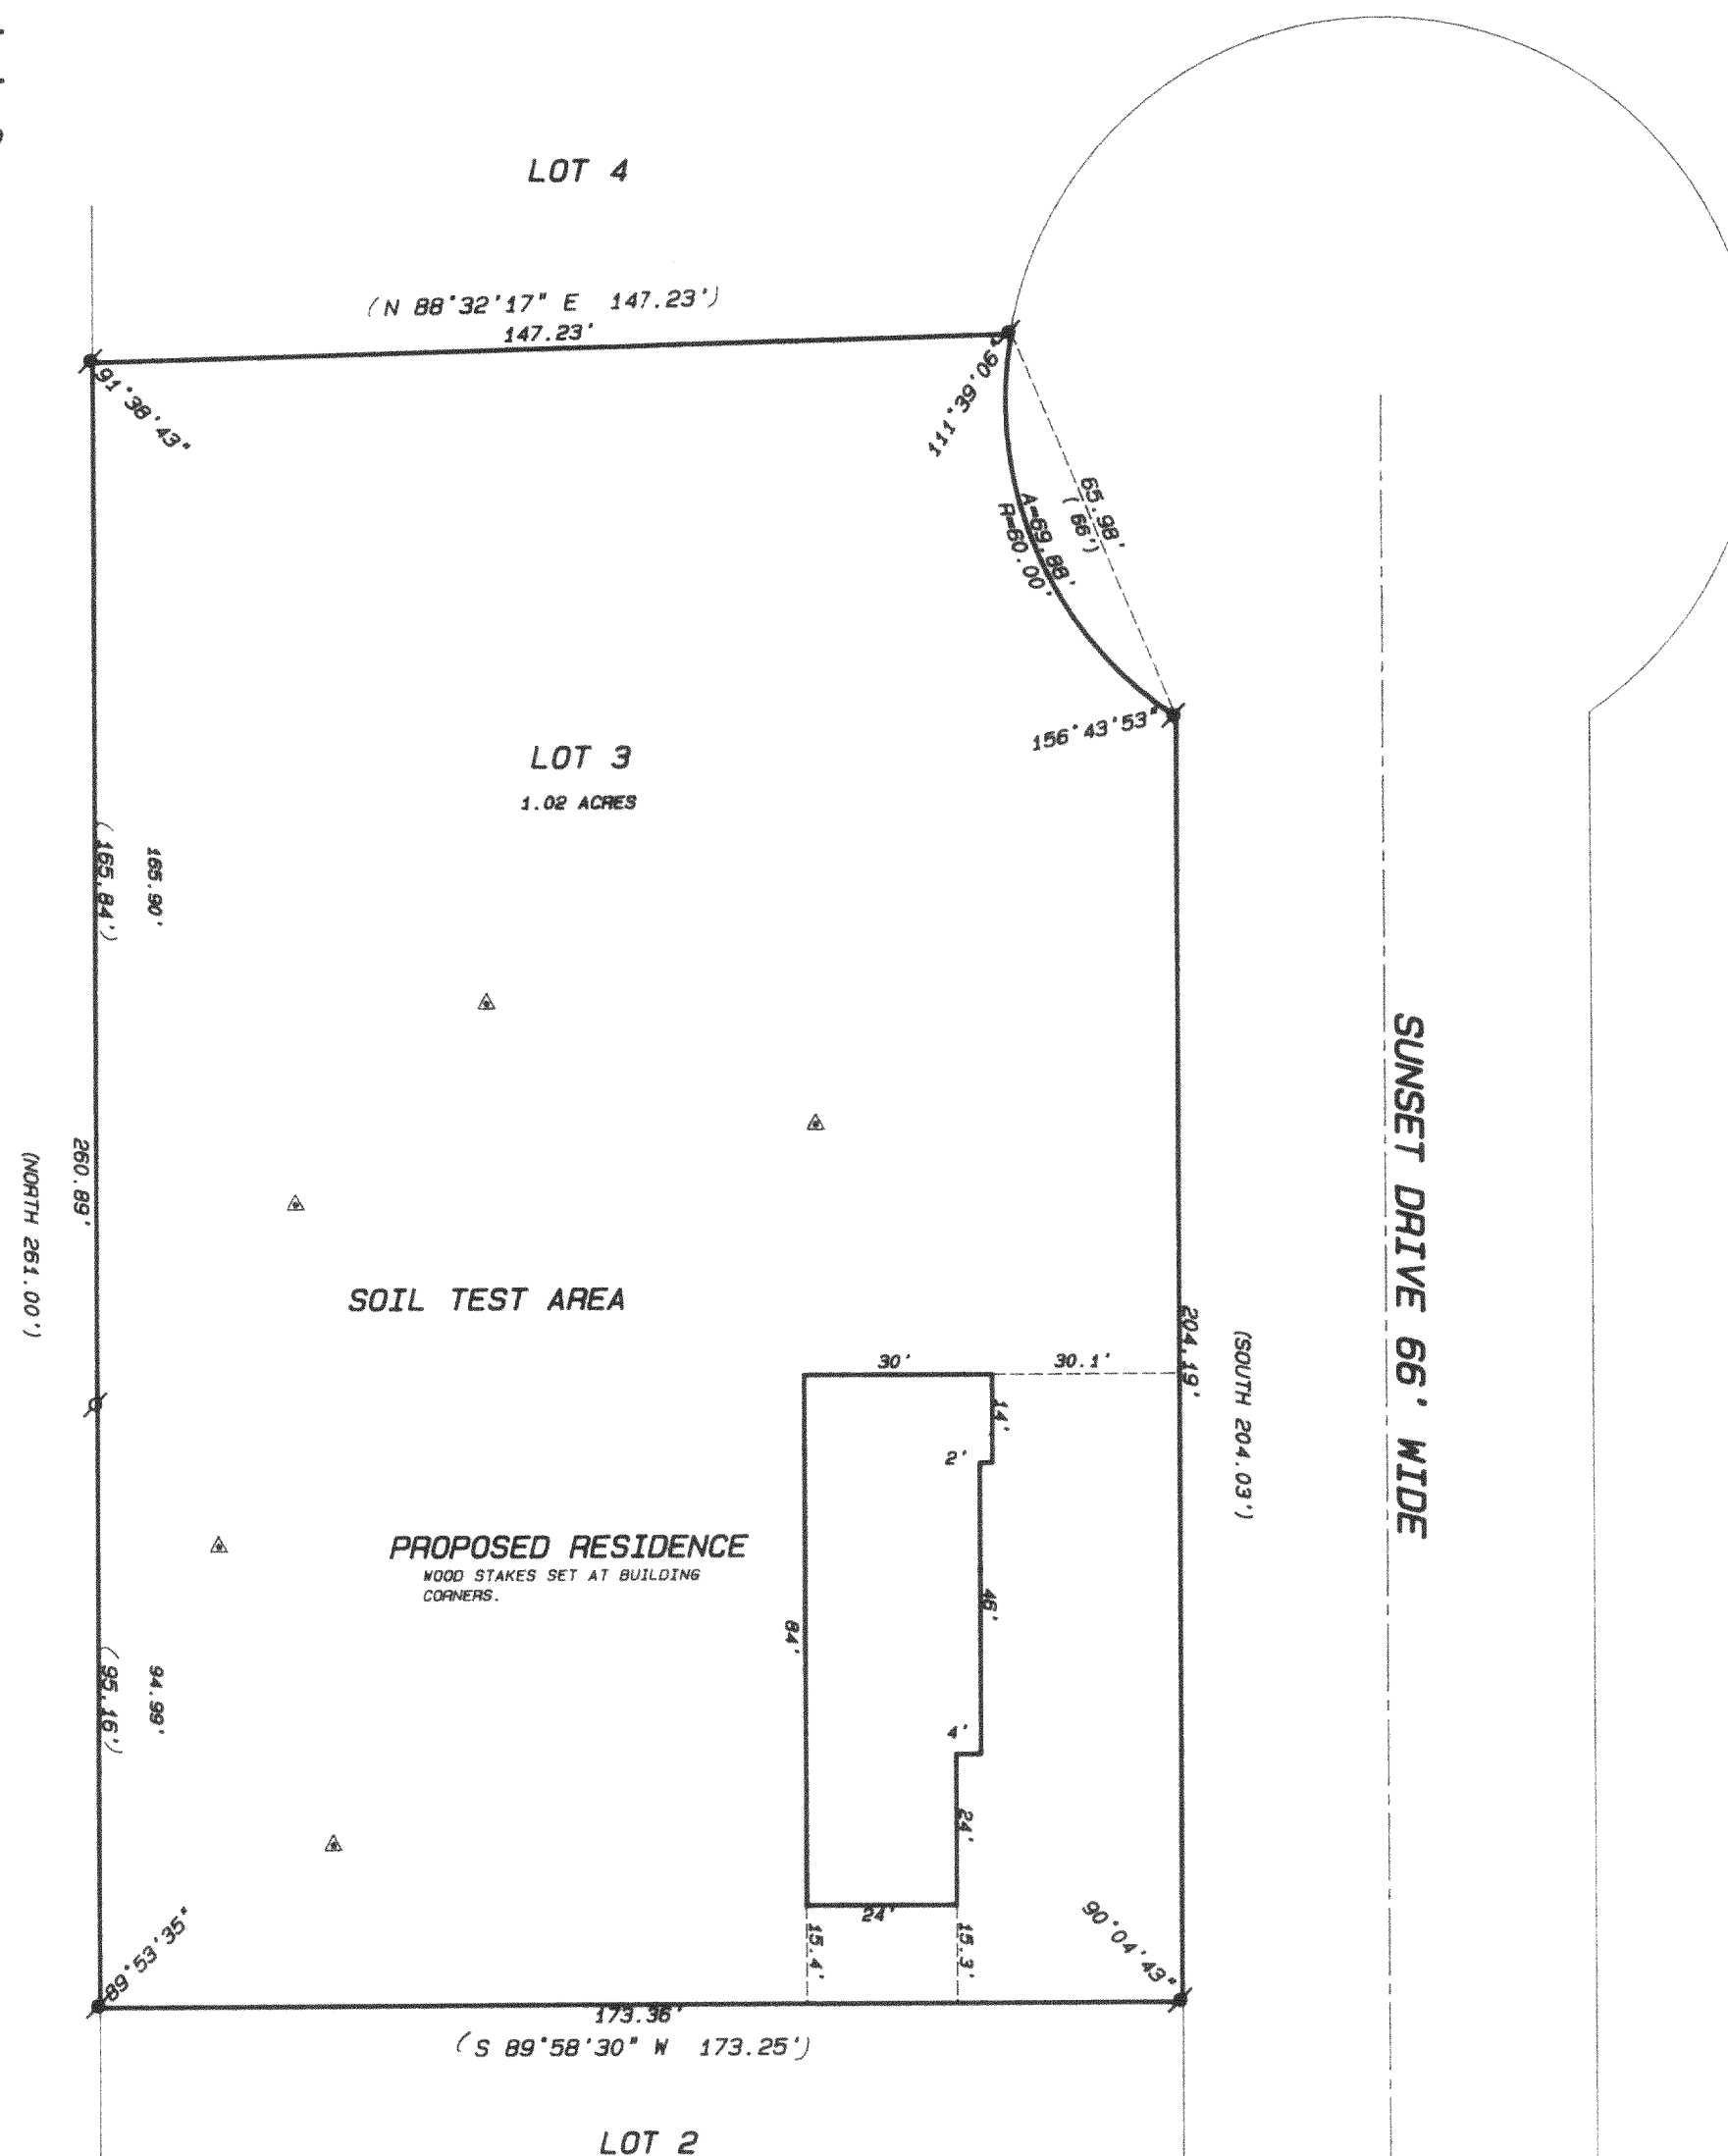 LOT 4
(N 88°32'17" E 147.23')
147.23'
91°38'43"
111°39'06"
65.98'
(66')
A=69.88'
R=60.00'
156°43'53"
LOT 3
1.02 ACRES
165.90'
(165.84')
SUNSET DRIVE 66' WIDE
260.89'
(NORTH 261.00')
SOIL TEST AREA
204.19'
(SOUTH 204.03')
30'
30.1'
14'
2'
PROPOSED RESIDENCE
WOOD STAKES SET AT BUILDING
CORNERS.
46'
84'
94.99'
(95.16')
4'
24'
24'
15.4'
15.3'
89°53'35"
90°04'43"
173.36'
(S 89°58'30" W 173.25')
LOT 2